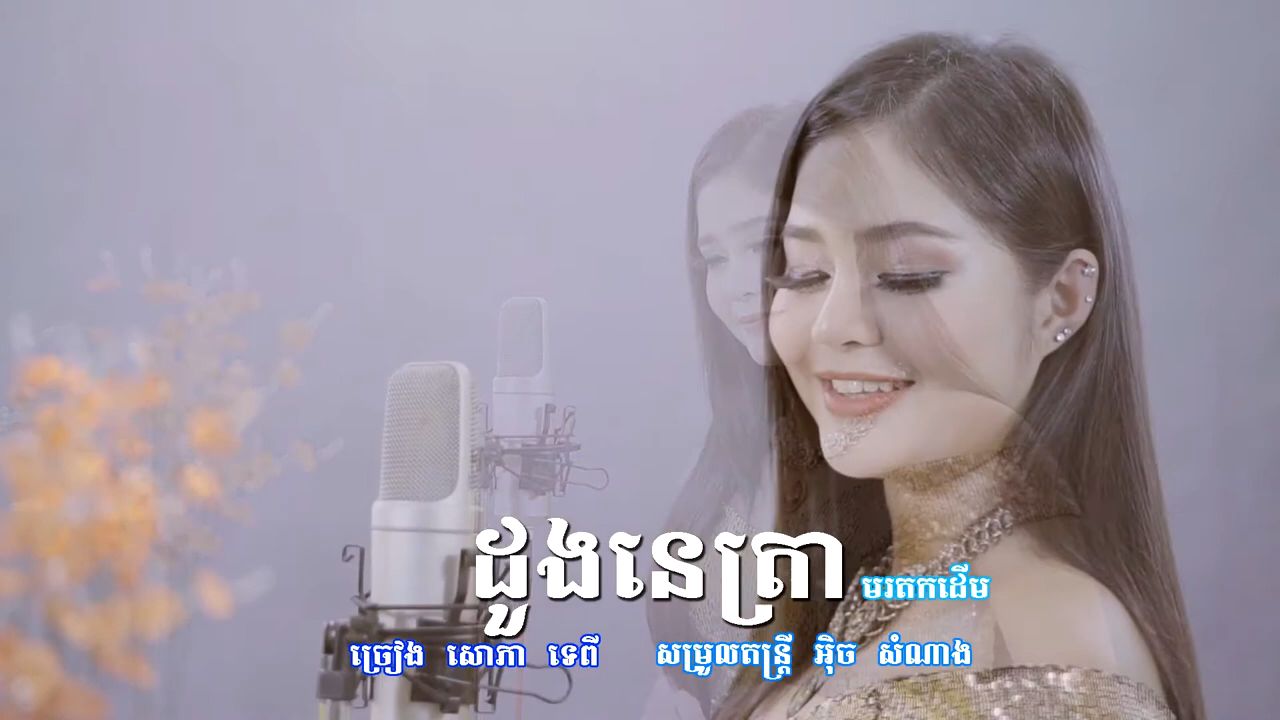 ដួងនេត្រា មរតកដើម
ច្រៀង សោភា ទេពី សម្រួលតន្ត្រី អ៊ិច សំណាង